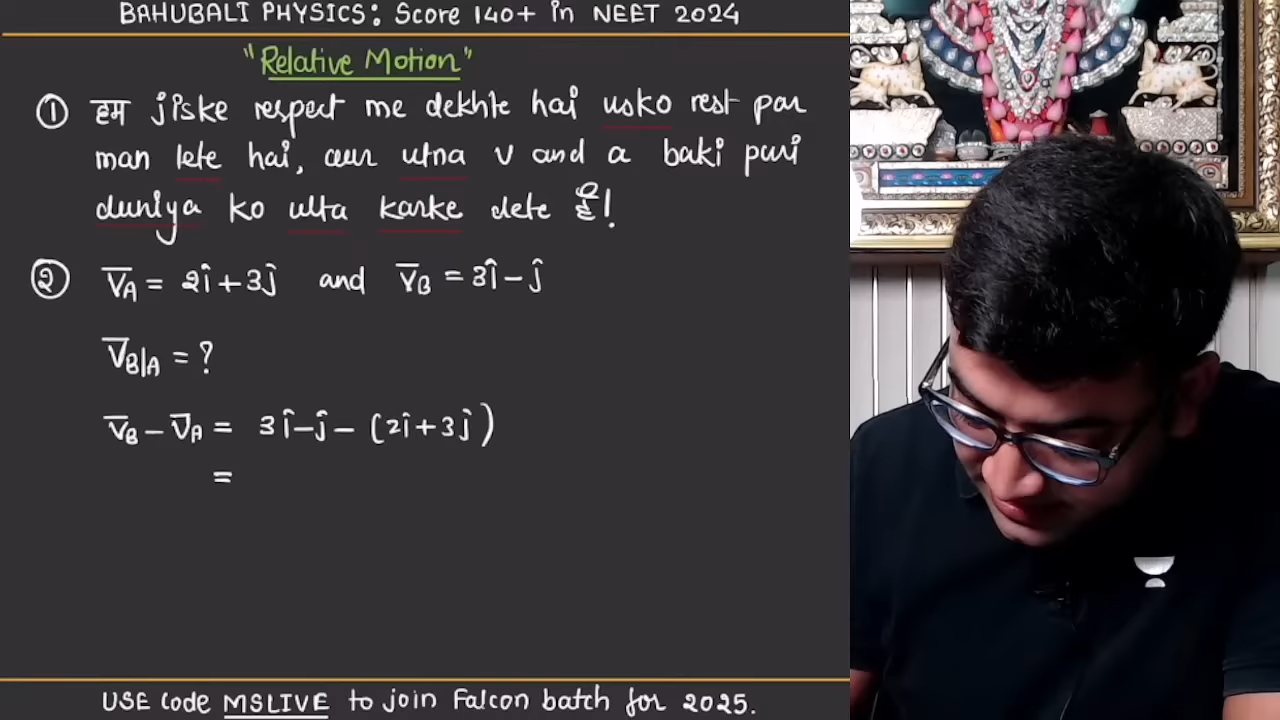 BAHUBALI PHYSICS: Score 140+ in NEET 2024
"Relative Motion"
① हम jiske respect me dekhte hai usko rest par
man lete hai, aur utna v and a baki puri
duniya ko ulta karke dete है!
② V̅A = 2î+3ĵ and V̅B = 3î-ĵ
V̅B|A = ?
V̅B - V̅A = 3î-ĵ-(2î+3ĵ)
=
USE Code MSLIVE to join Falcon batch for 2025.